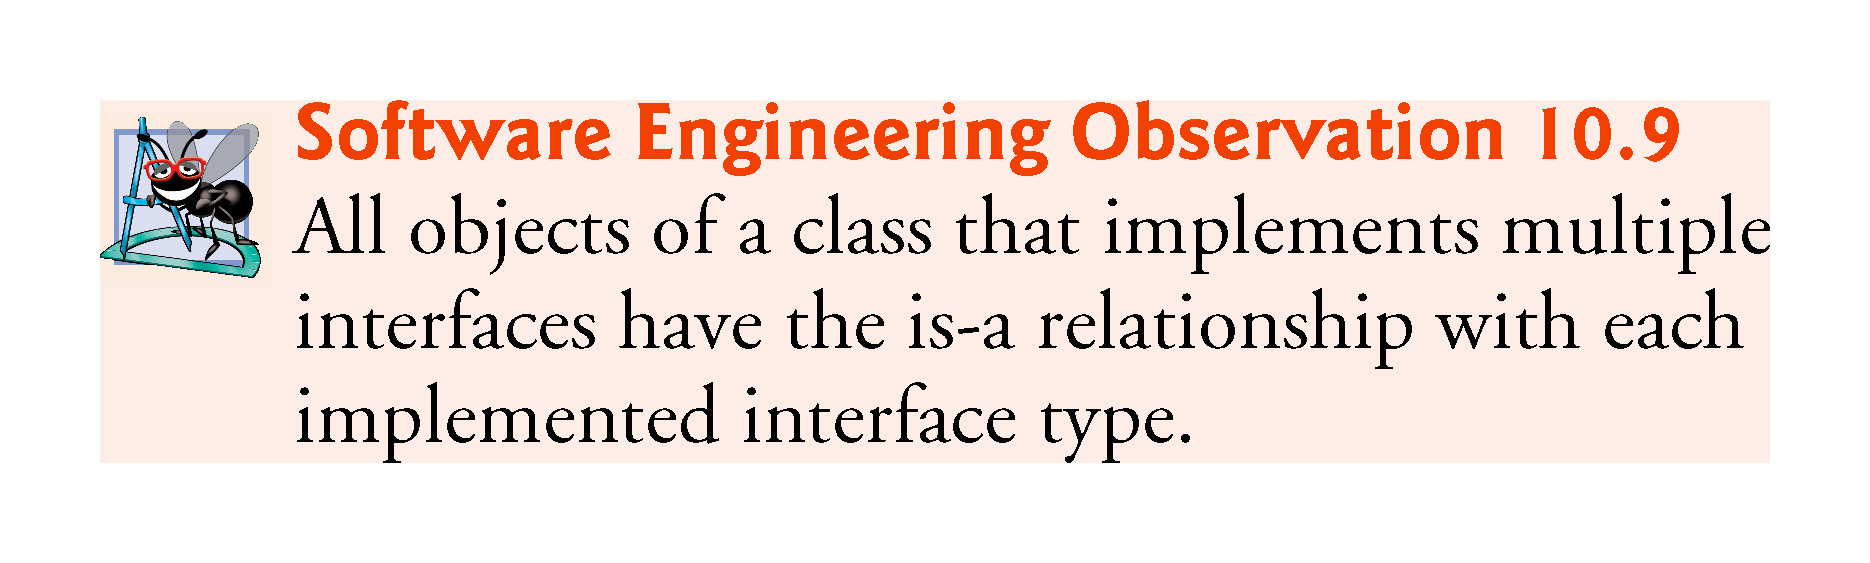 Software Engineering Observation 10.9
All objects of a class that implements multiple
interfaces have the is-a relationship with each
implemented interface type.